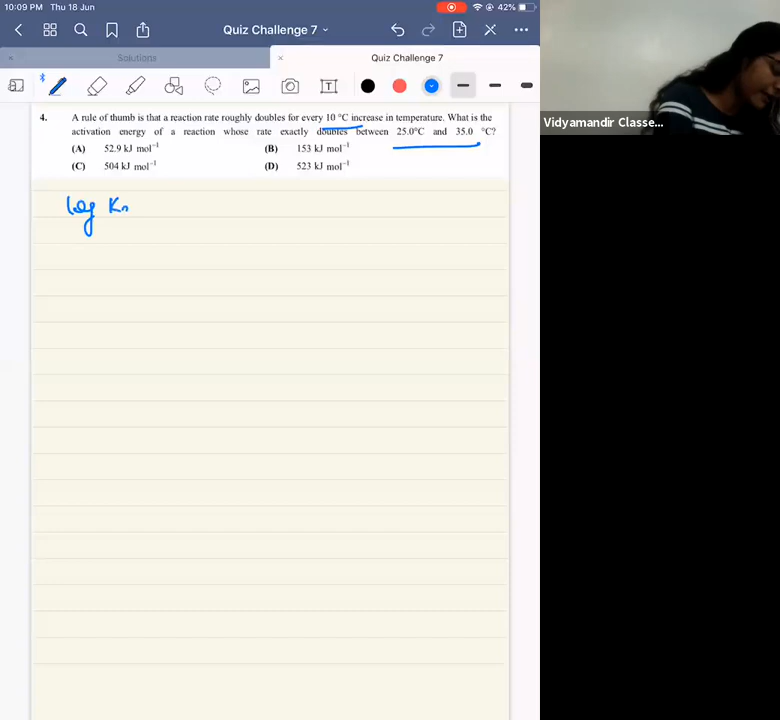 10:09 PM Thu 18 Jun 42%
Quiz Challenge 7
Solutions
Quiz Challenge 7
T
4. A rule of thumb is that a reaction rate roughly doubles for every 10 °C increase in temperature. What is the
activation energy of a reaction whose rate exactly doubles between 25.0°C and 35.0 °C?
(A) 52.9 kJ mol⁻¹ (B) 153 kJ mol⁻¹
(C) 504 kJ mol⁻¹ (D) 523 kJ mol⁻¹
log K
Vidyamandir Classe...